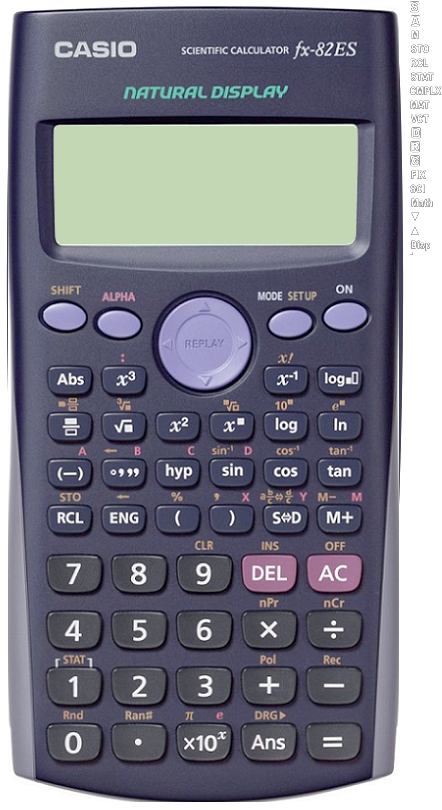 CASIO SCIENTIFIC CALCULATOR fx-82ES
NATURAL DISPLAY
S
A
M
STO
RCL
STAT
CMPLX
MAT
VCT
D
R
G
FIX
SCI
Math
▼
▲
Disp
SHIFT ALPHA MODE SETUP ON
REPLAY
: x!
Abs x³ x⁻¹ log■□
■■/□ ³√ ■√□ 10■ e■
■/□ √■ x² x■ log ln
A ← B C sin⁻¹ D cos⁻¹ tan⁻¹
(−) °,,, hyp sin cos tan
STO ← % , X a b/c⇔d/c Y M− M
RCL ENG ( ) S⇔D M+
CLR INS OFF
7 8 9 DEL AC
nPr nCr
4 5 6 × ÷
STAT Pol Rec
1 2 3 + −
Rnd Ran# π e DRG▶
0 • ×10ˣ Ans =